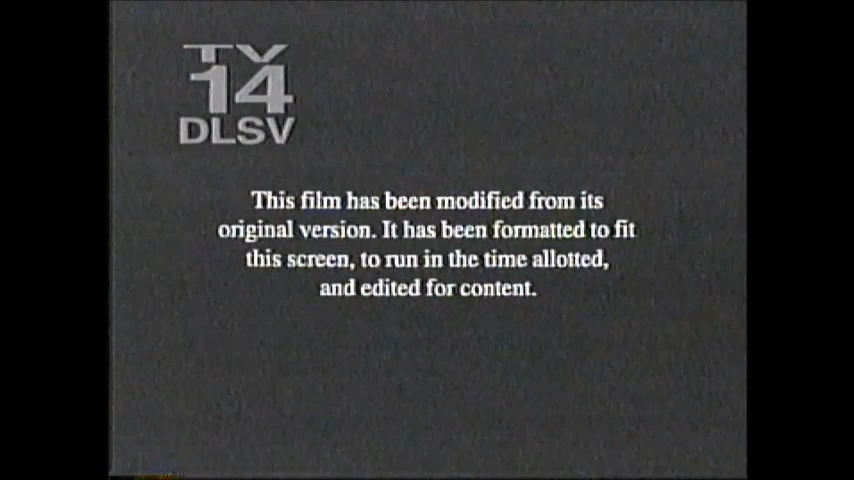 TV
14
DLSV
This film has been modified from its
original version. It has been formatted to fit
this screen, to run in the time allotted,
and edited for content.